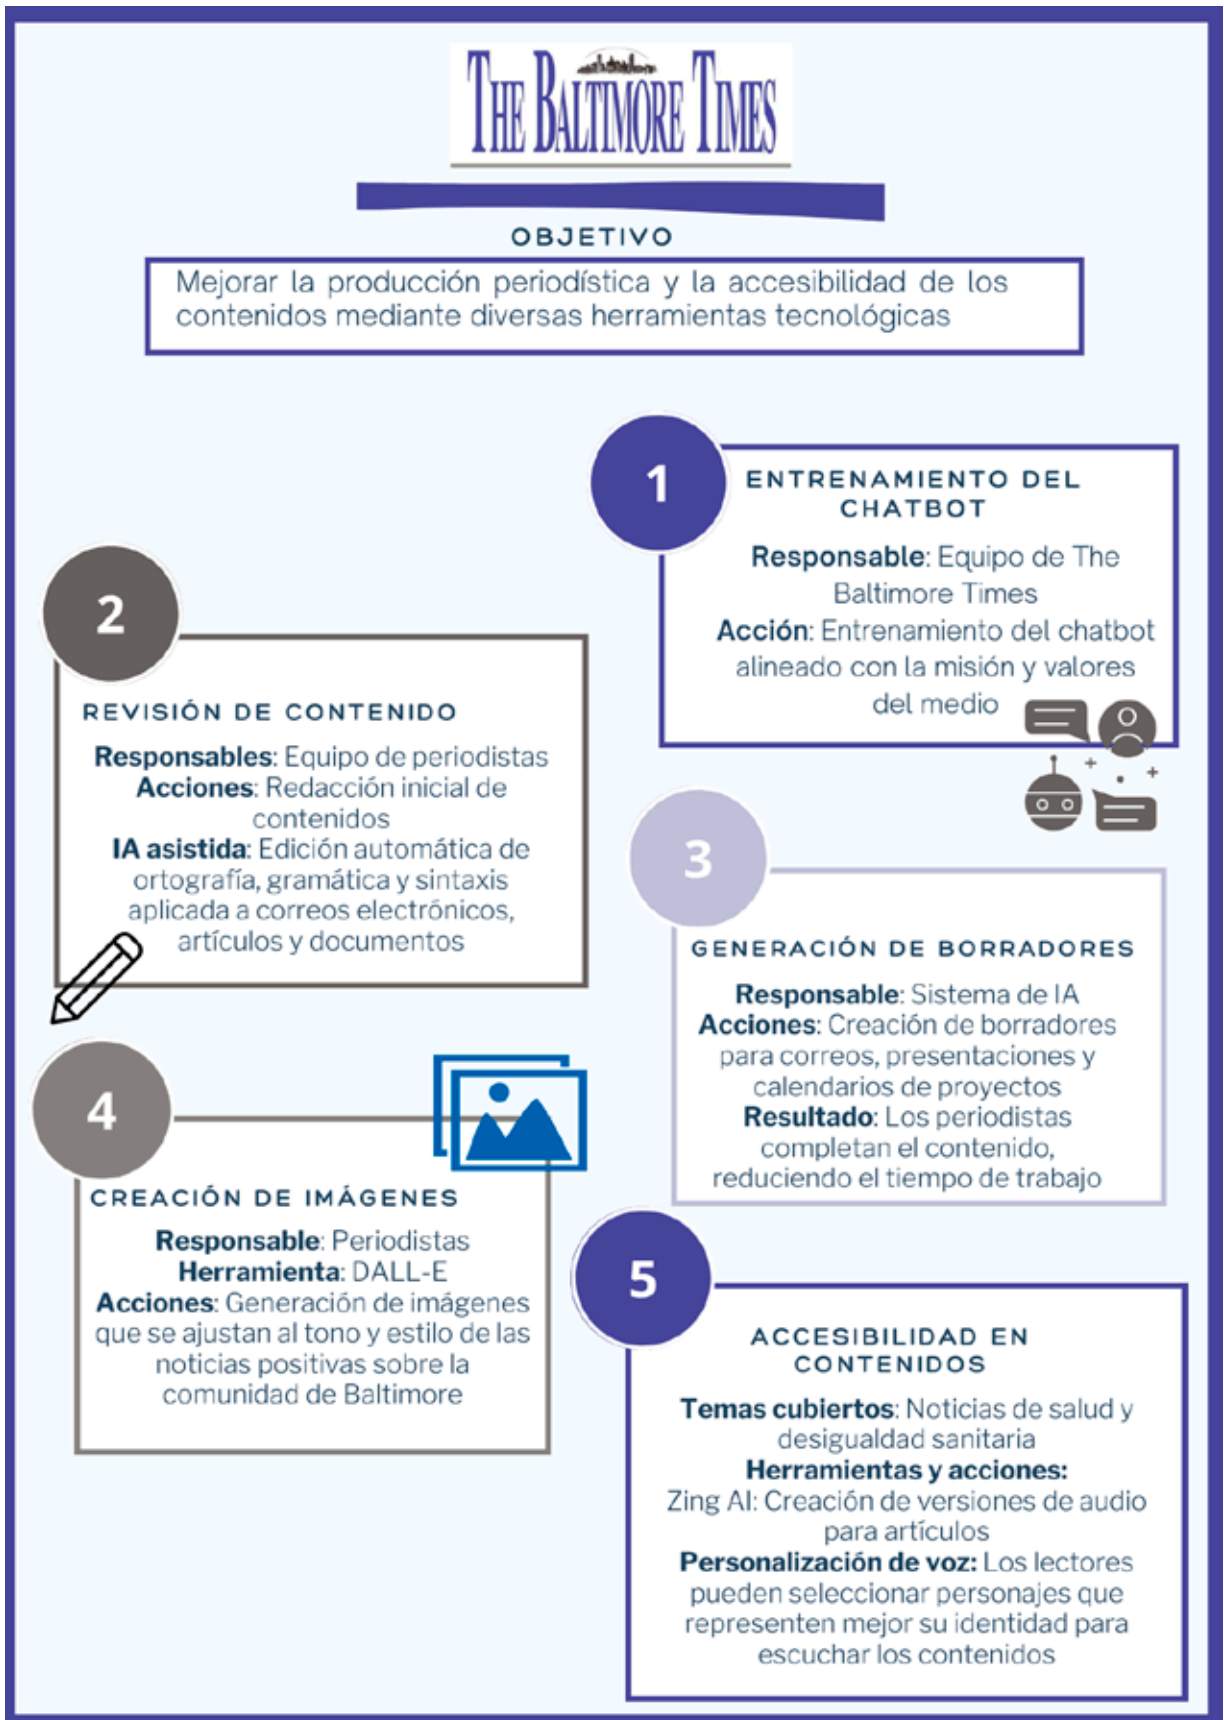 THE BALTIMORE TIMES
OBJETIVO
Mejorar la producción periodística y la accesibilidad de los
contenidos mediante diversas herramientas tecnológicas
1
ENTRENAMIENTO DEL
CHATBOT
Responsable: Equipo de The
Baltimore Times
Acción: Entrenamiento del chatbot
alineado con la misión y valores
del medio
2
REVISIÓN DE CONTENIDO
Responsables: Equipo de periodistas
Acciones: Redacción inicial de
contenidos
IA asistida: Edición automática de
ortografía, gramática y sintaxis
aplicada a correos electrónicos,
artículos y documentos
3
GENERACIÓN DE BORRADORES
Responsable: Sistema de IA
Acciones: Creación de borradores
para correos, presentaciones y
calendarios de proyectos
Resultado: Los periodistas
completan el contenido,
reduciendo el tiempo de trabajo
4
CREACIÓN DE IMÁGENES
Responsable: Periodistas
Herramienta: DALL-E
Acciones: Generación de imágenes
que se ajustan al tono y estilo de las
noticias positivas sobre la
comunidad de Baltimore
5
ACCESIBILIDAD EN
CONTENIDOS
Temas cubiertos: Noticias de salud y
desigualdad sanitaria
Herramientas y acciones:
Zing AI: Creación de versiones de audio
para artículos
Personalización de voz: Los lectores
pueden seleccionar personajes que
representen mejor su identidad para
escuchar los contenidos